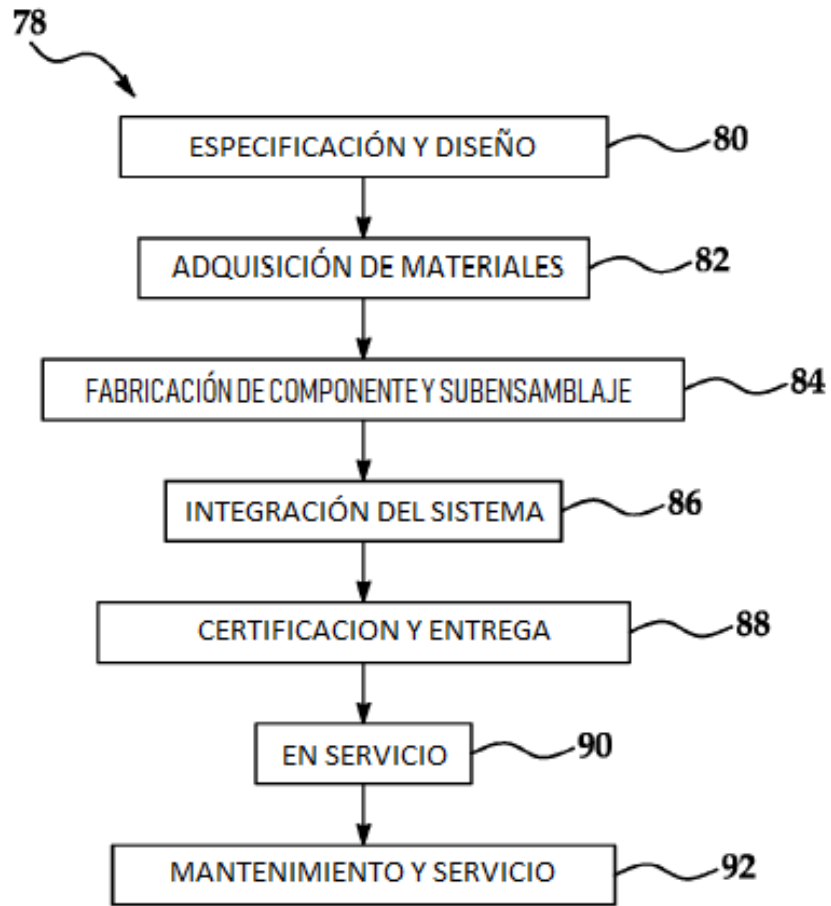 78
ESPECIFICACIÓN Y DISEÑO
80
ADQUISICIÓN DE MATERIALES
82
FABRICACIÓN DE COMPONENTE Y SUBENSAMBLAJE
84
INTEGRACIÓN DEL SISTEMA
86
CERTIFICACION Y ENTREGA
88
EN SERVICIO
90
MANTENIMIENTO Y SERVICIO
92